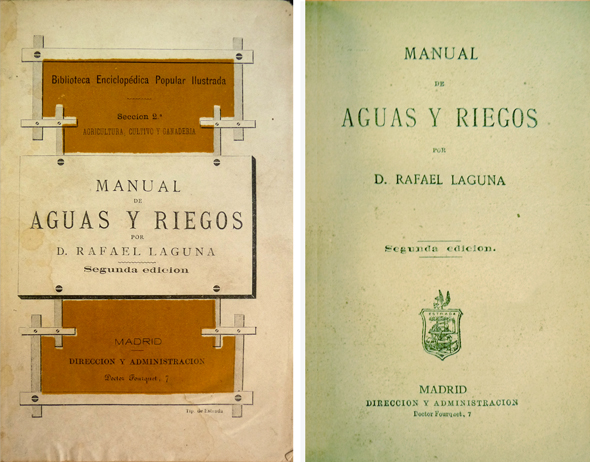 Biblioteca Enciclopédica Popular Ilustrada
Seccion 2.ª
AGRICULTURA, CULTIVO Y GANADERIA
MANUAL
DE
AGUAS Y RIEGOS
POR
D. RAFAEL LAGUNA
Segunda edicion
MADRID
DIRECCION Y ADMINISTRACION
Doctor Fourquet, 7
MANUAL
DE
AGUAS Y RIEGOS
POR
D. RAFAEL LAGUNA
Segunda edicion.
MADRID
DIRECCION Y ADMINISTRACION
Doctor Fourquet, 7